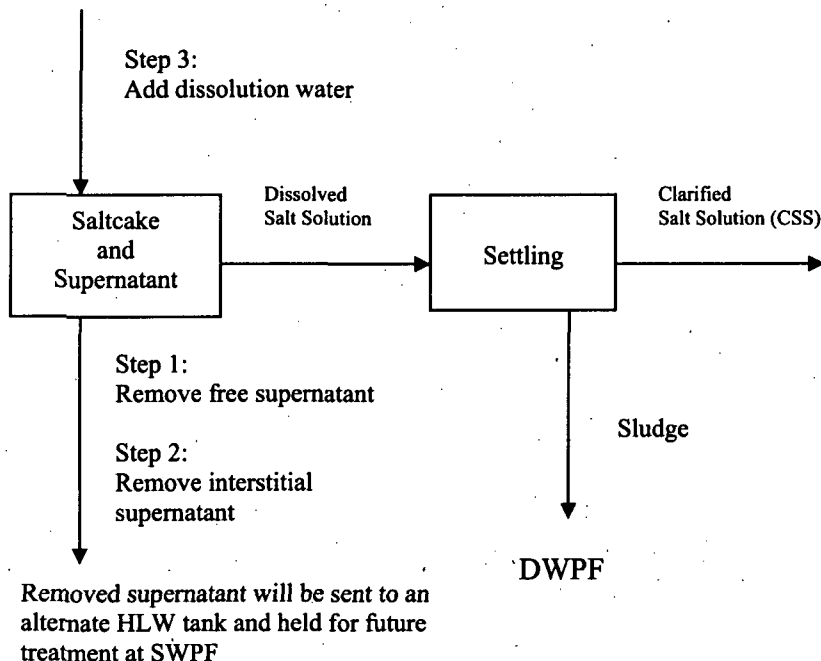 Step 3:
Add dissolution water
Saltcake
and
Supernatant
Dissolved
Salt Solution
Settling
Clarified
Salt Solution (CSS)
Step 1:
Remove free supernatant
Step 2:
Remove interstitial
supernatant
Sludge
DWPF
Removed supernatant will be sent to an
alternate HLW tank and held for future
treatment at SWPF